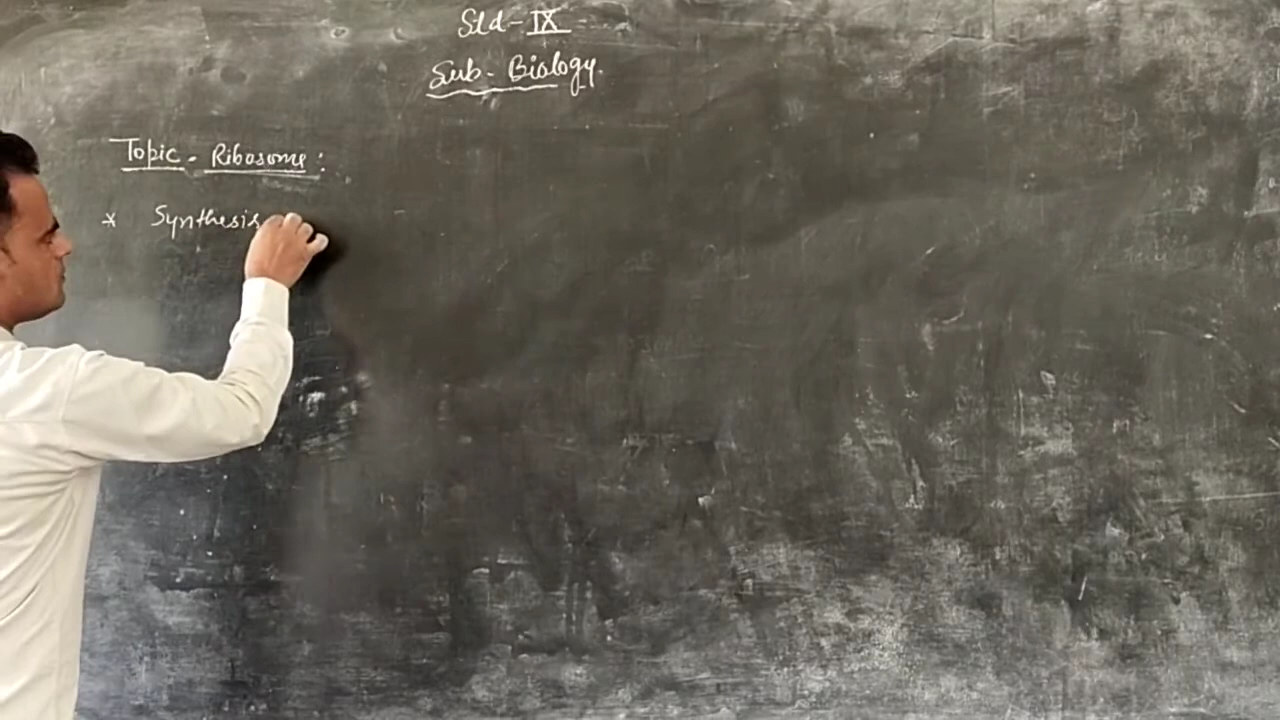 Std - IX
Sub - Biology.
Topic - Ribosome :
* Synthesis